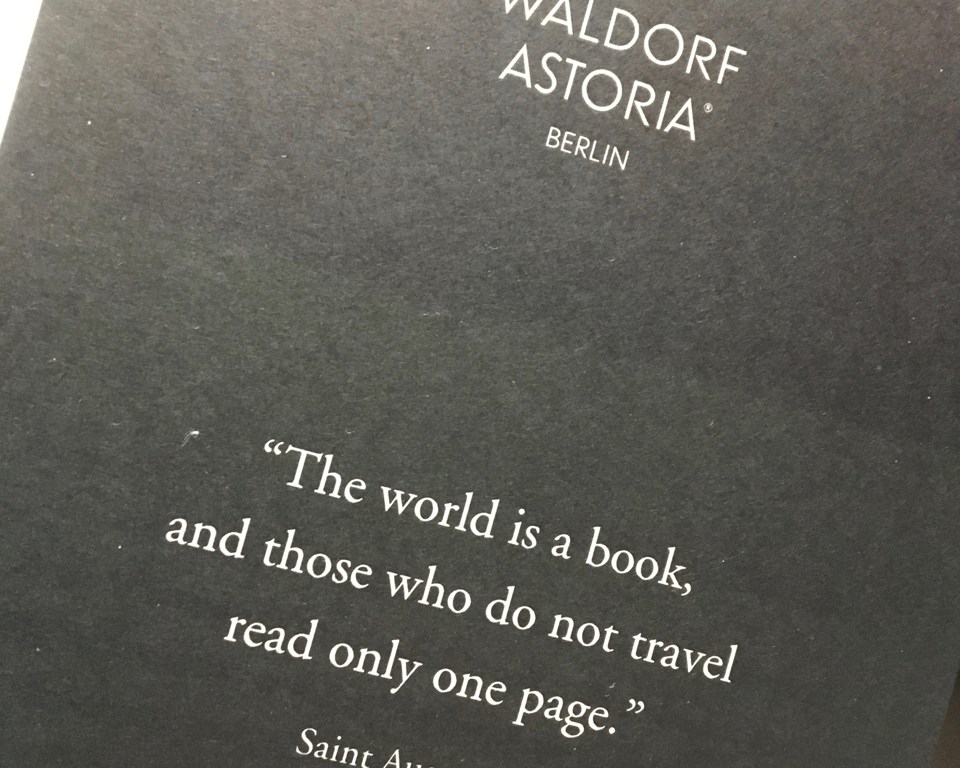 WALDORF
ASTORIA®
BERLIN
“The world is a book,
and those who do not travel
read only one page.”
Saint